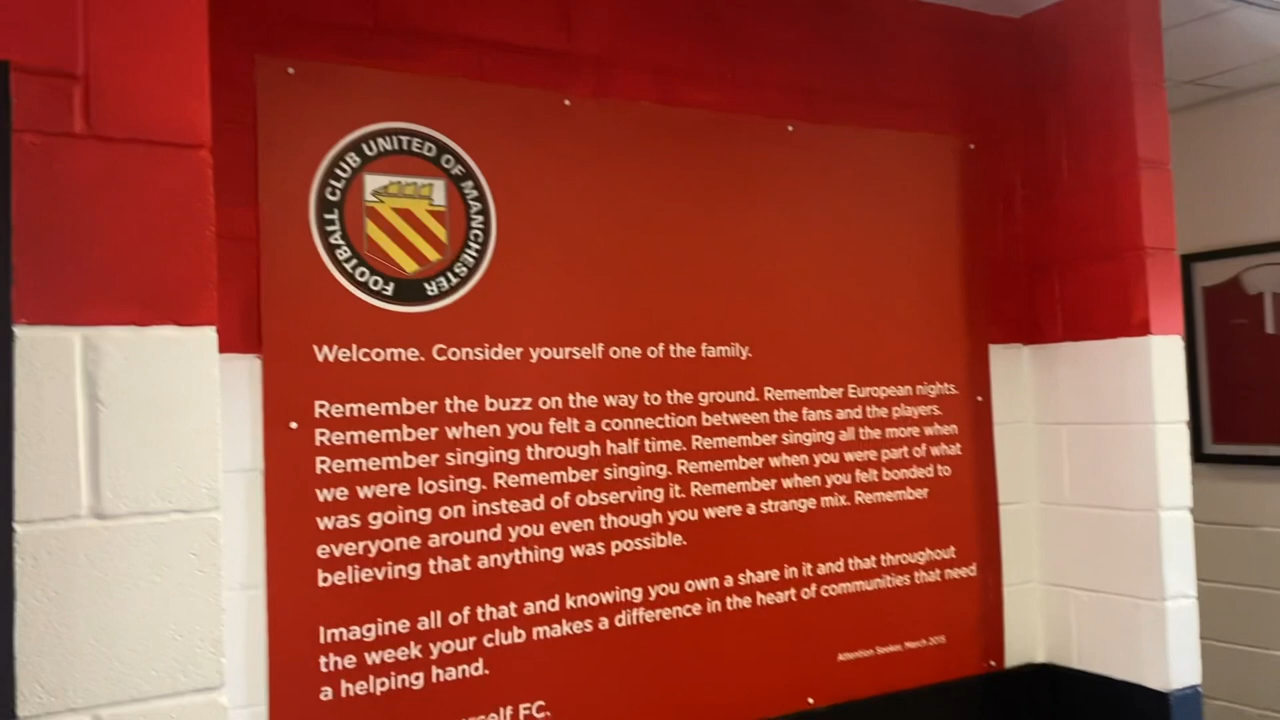 FOOTBALL CLUB UNITED OF MANCHESTER
Welcome. Consider yourself one of the family.
Remember the buzz on the way to the ground. Remember European nights.
Remember when you felt a connection between the fans and the players.
Remember singing through half time. Remember singing all the more when
we were losing. Remember singing. Remember when you were part of what
was going on instead of observing it. Remember when you felt bonded to
everyone around you even though you were a strange mix. Remember
believing that anything was possible.
Imagine all of that and knowing you own a share in it and that throughout
the week your club makes a difference in the heart of communities that need
a helping hand.
Attention Seeker, March 2015
FC.